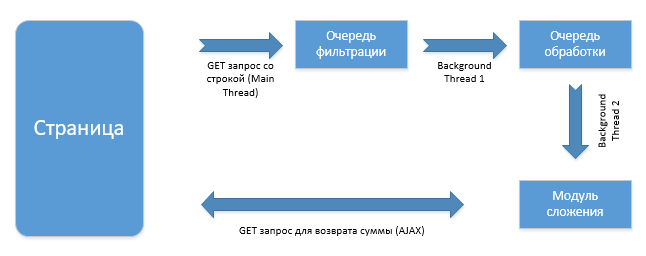 Страница
GET запрос со
строкой (Main
Thread)
Очередь
фильтрации
Background
Thread 1
Очередь
обработки
Background
Thread 2
Модуль
сложения
GET запрос для возврата суммы (AJAX)